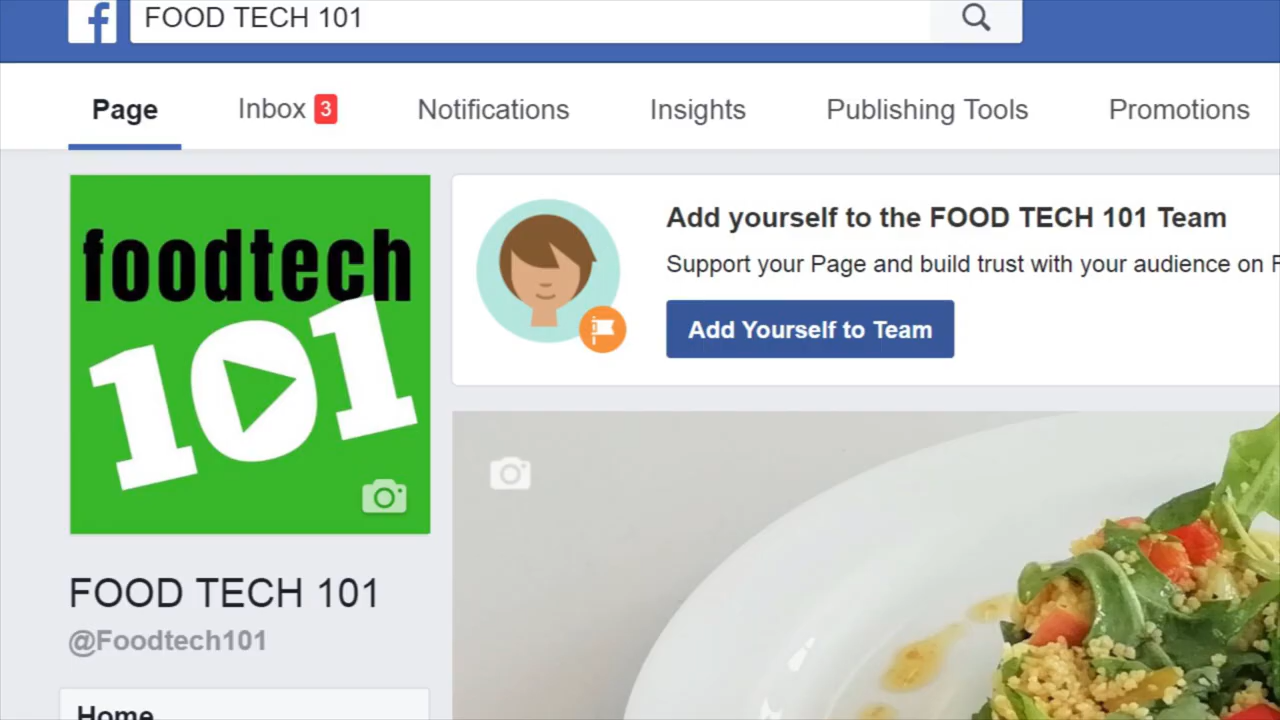 FOOD TECH 101
Page
Inbox 3
Notifications
Insights
Publishing Tools
Promotions
foodtech
101
Add yourself to the FOOD TECH 101 Team
Support your Page and build trust with your audience on F
Add Yourself to Team
FOOD TECH 101
@Foodtech101
Home